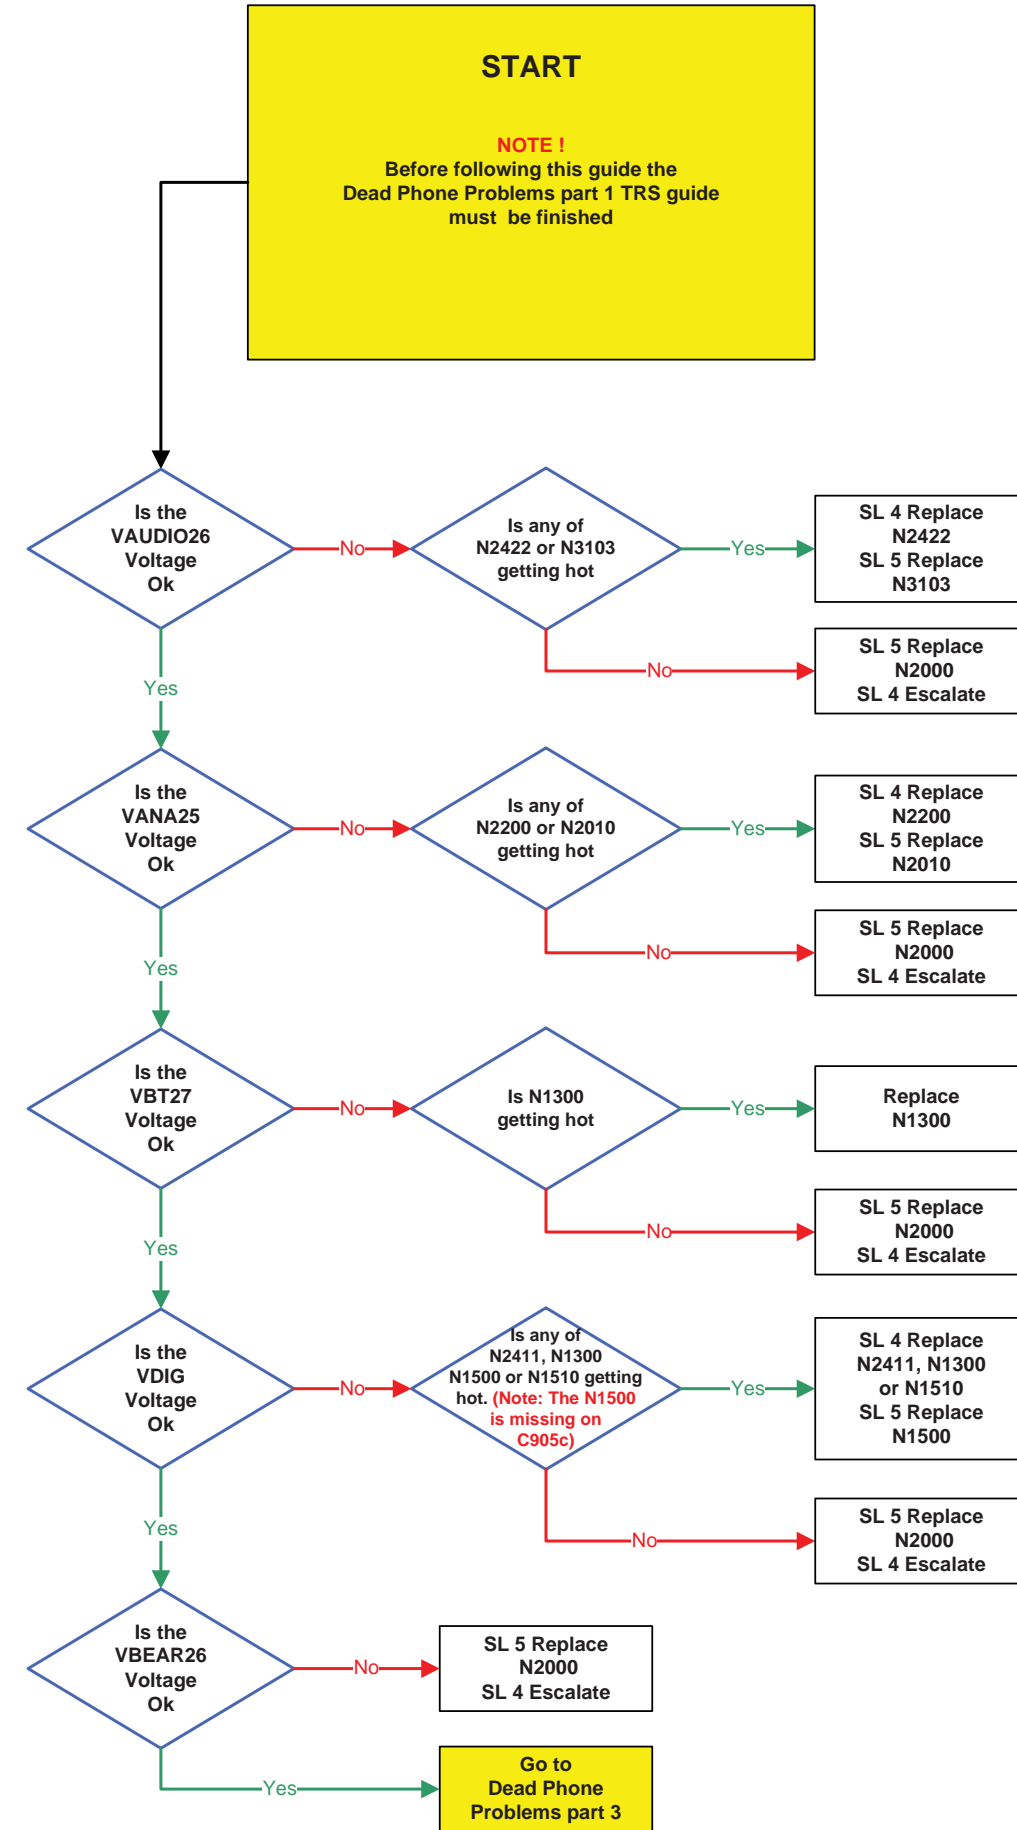 START
NOTE !
Before following this guide the
Dead Phone Problems part 1 TRS guide
must be finished
Is the
VAUDIO26
Voltage
Ok
No
Is any of
N2422 or N3103
getting hot
Yes
SL 4 Replace
N2422
SL 5 Replace
N3103
No
SL 5 Replace
N2000
SL 4 Escalate
Yes
Is the
VANA25
Voltage
Ok
No
Is any of
N2200 or N2010
getting hot
Yes
SL 4 Replace
N2200
SL 5 Replace
N2010
No
SL 5 Replace
N2000
SL 4 Escalate
Yes
Is the
VBT27
Voltage
Ok
No
Is N1300
getting hot
Yes
Replace
N1300
No
SL 5 Replace
N2000
SL 4 Escalate
Yes
Is the
VDIG
Voltage
Ok
No
Is any of
N2411, N1300
N1500 or N1510 getting
hot. (Note: The N1500
is missing on
C905c)
Yes
SL 4 Replace
N2411, N1300
or N1510
SL 5 Replace
N1500
No
SL 5 Replace
N2000
SL 4 Escalate
Yes
Is the
VBEAR26
Voltage
Ok
No
SL 5 Replace
N2000
SL 4 Escalate
Yes
Go to
Dead Phone
Problems part 3